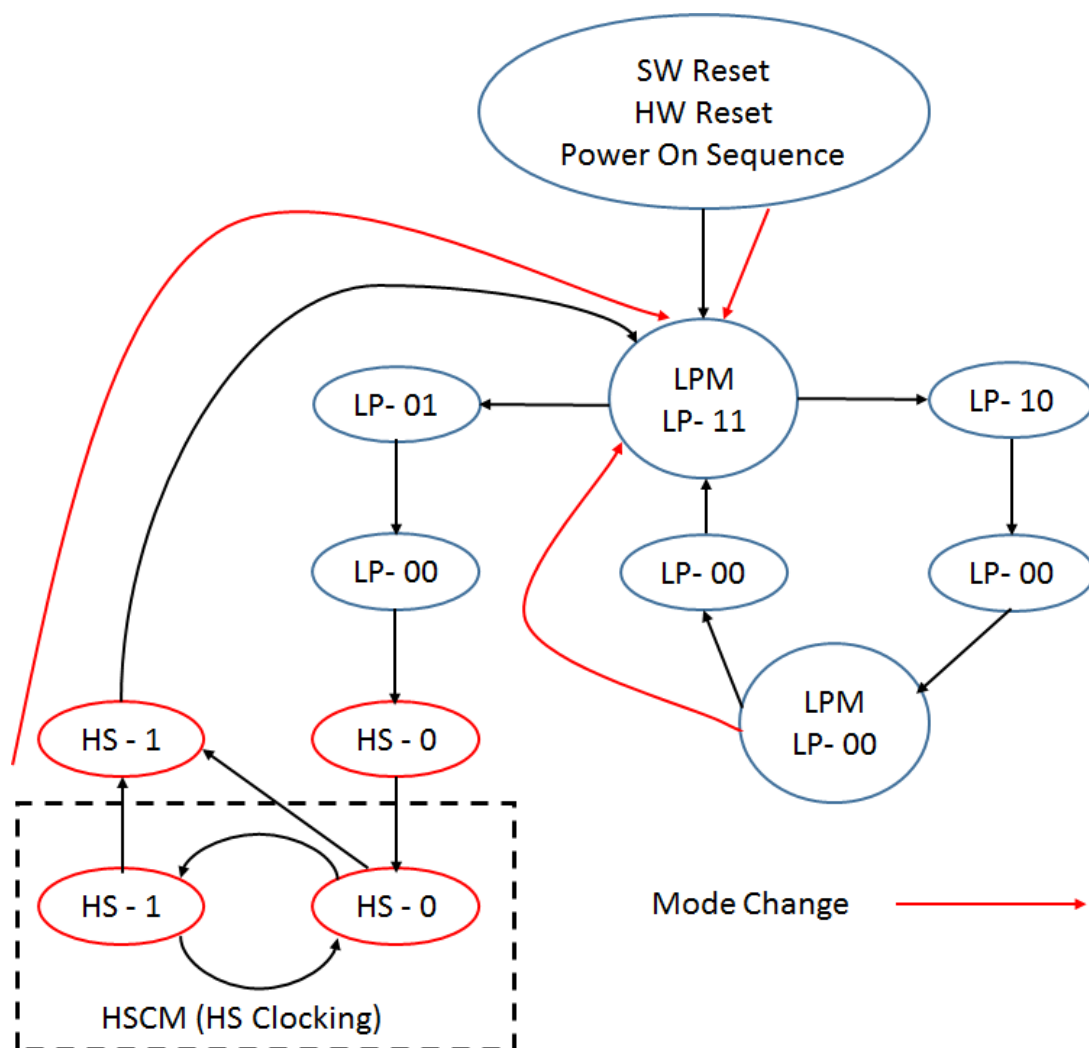 SW Reset
HW Reset
Power On Sequence
LPM
LP- 11
LP- 01
LP- 10
LP- 00
LP- 00
LP- 00
LPM
LP- 00
HS - 1
HS - 0
HS - 1
HS - 0
Mode Change
HSCM (HS Clocking)